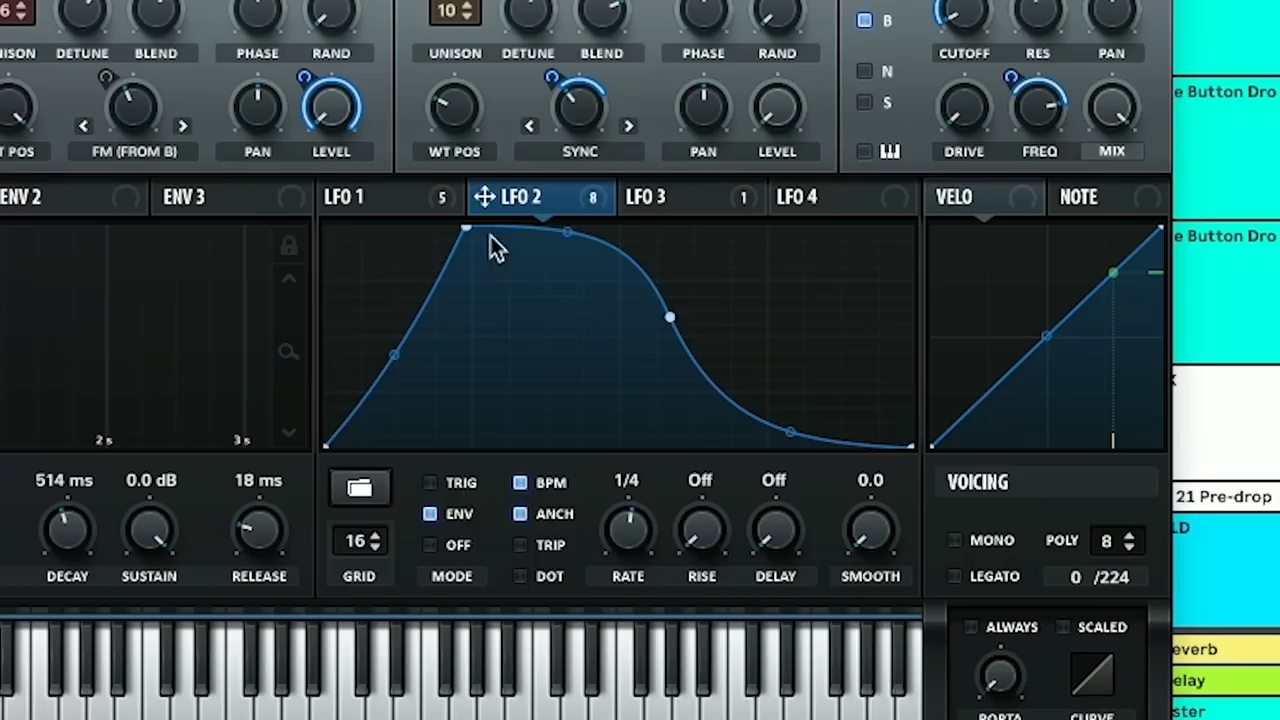 6 10 B
NISON DETUNE BLEND PHASE RAND UNISON DETUNE BLEND PHASE RAND CUTOFF RES PAN
N
S
T POS FM (FROM B) PAN LEVEL WT POS SYNC PAN LEVEL DRIVE FREQ MIX
e Button Dro
ENV 2 ENV 3 LFO 1 5 LFO 2 8 LFO 3 1 LFO 4 VELO NOTE
e Button Dro
2 s 3 s
514 ms 0.0 dB 18 ms TRIG BPM 1/4 Off Off 0.0 VOICING
21 Pre-drop
ENV ANCH
LD
16 OFF TRIP MONO POLY 8
DECAY SUSTAIN RELEASE GRID MODE DOT RATE RISE DELAY SMOOTH LEGATO 0 /224
ALWAYS SCALED
everb
elay
ster
PORTA CURVE